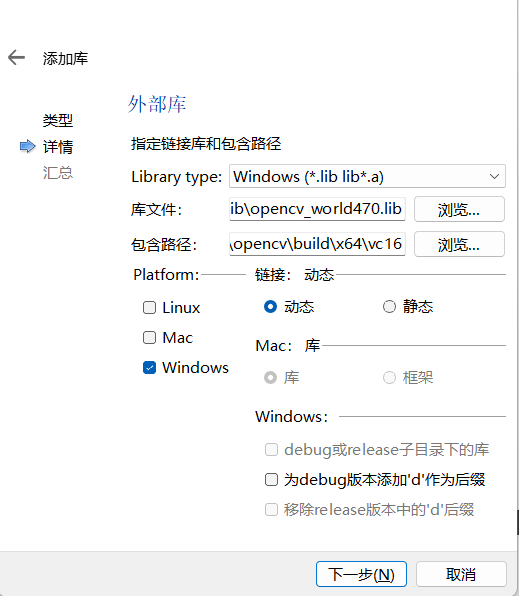 添加库
外部库
类型
详情
汇总
指定链接库和包含路径
Library type: Windows (*.lib lib*.a)
库文件： ib\opencv_world470.lib 浏览...
包含路径： \opencv\build\x64\vc16 浏览...
Platform: 链接： 动态
Linux 动态 静态
Mac Mac： 库
Windows 库 框架
Windows：
debug或release子目录下的库
为debug版本添加'd'作为后缀
移除release版本中的'd'后缀
下一步(N) 取消